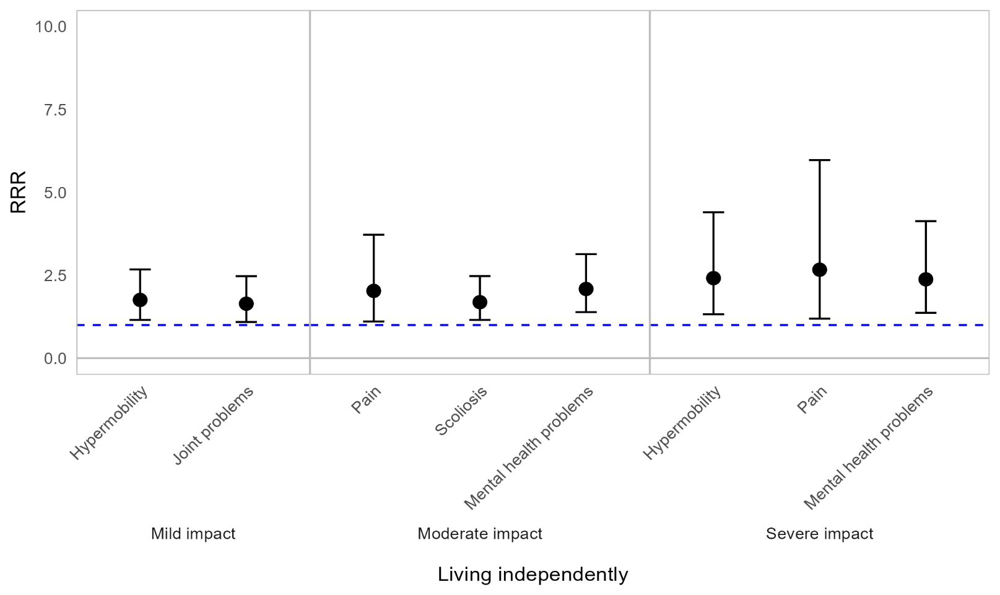 10.0
7.5
5.0
2.5
0.0
RRR
Hypermobility
Joint problems
Pain
Scoliosis
Mental health problems
Hypermobility
Pain
Mental health problems
Mild impact
Moderate impact
Severe impact
Living independently